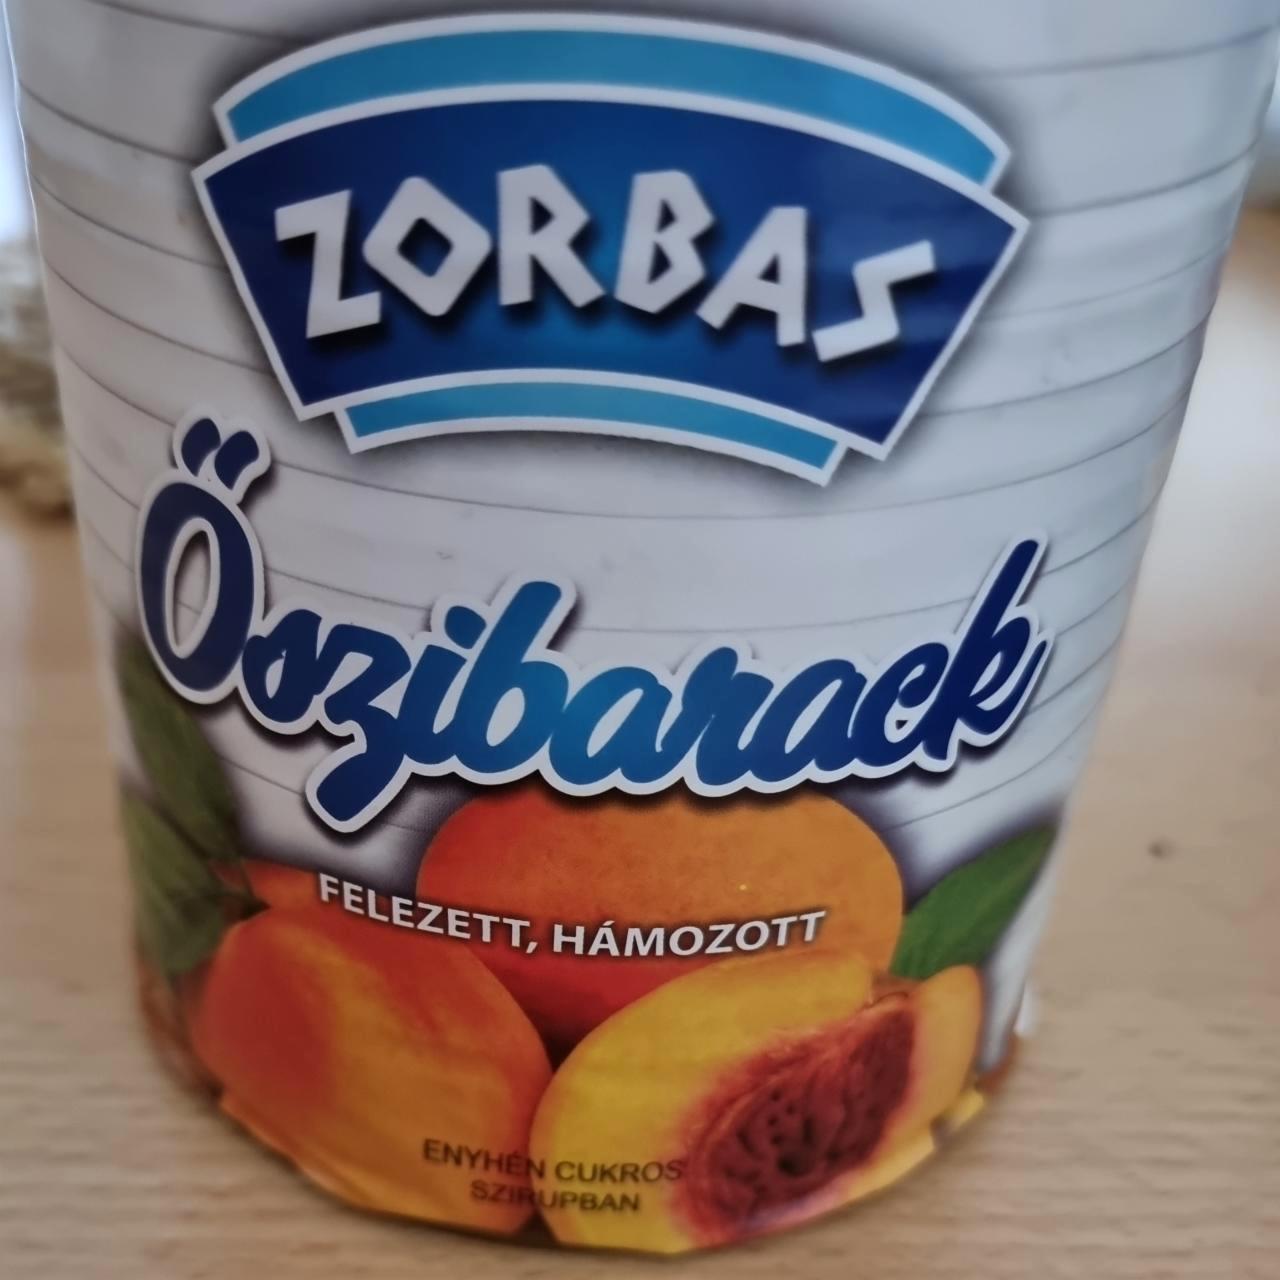 ZORBAS
Őszibarack
FELEZETT, HÁMOZOTT
ENYHÉN CUKROS
SZIRUPBAN